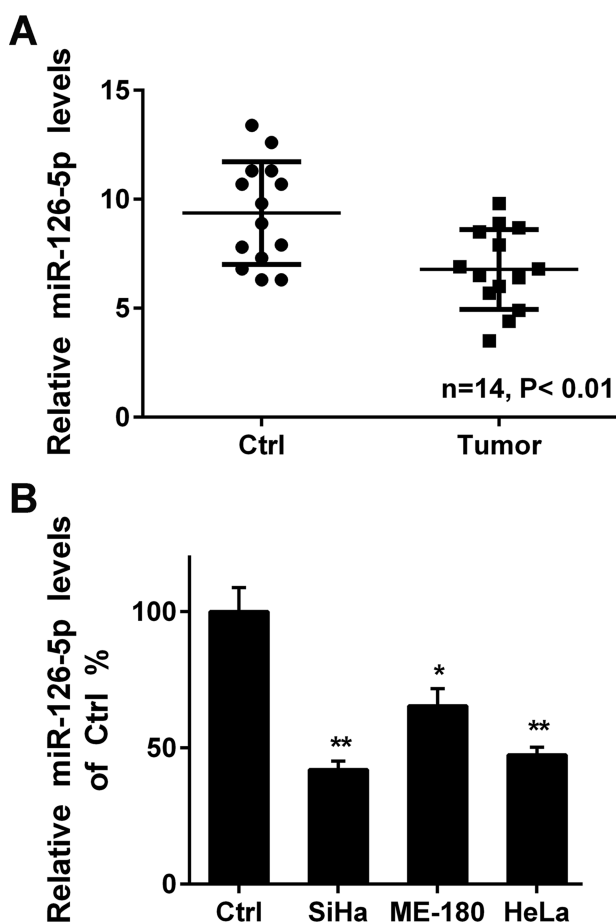 A
Relative miR-126-5p levels
15
10
5
0
n=14, P< 0.01
Ctrl Tumor
B
Relative miR-126-5p levels
of Ctrl %
100
50
0
**
*
**
Ctrl SiHa ME-180 HeLa